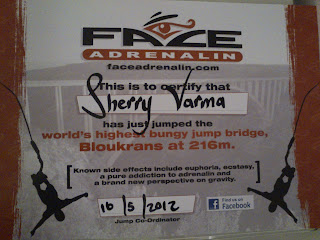 FACE
ADRENALIN
faceadrenalin.com
This is to certify that
Sherry Varma
has just jumped the
world's highest bungy jump bridge,
Bloukrans at 216m.
Known side effects include euphoria, ecstasy,
a pure addiction to adrenalin and
a brand new perspective on gravity.
16/5/2012
Find us on
Facebook
Jump Co-Ordinator